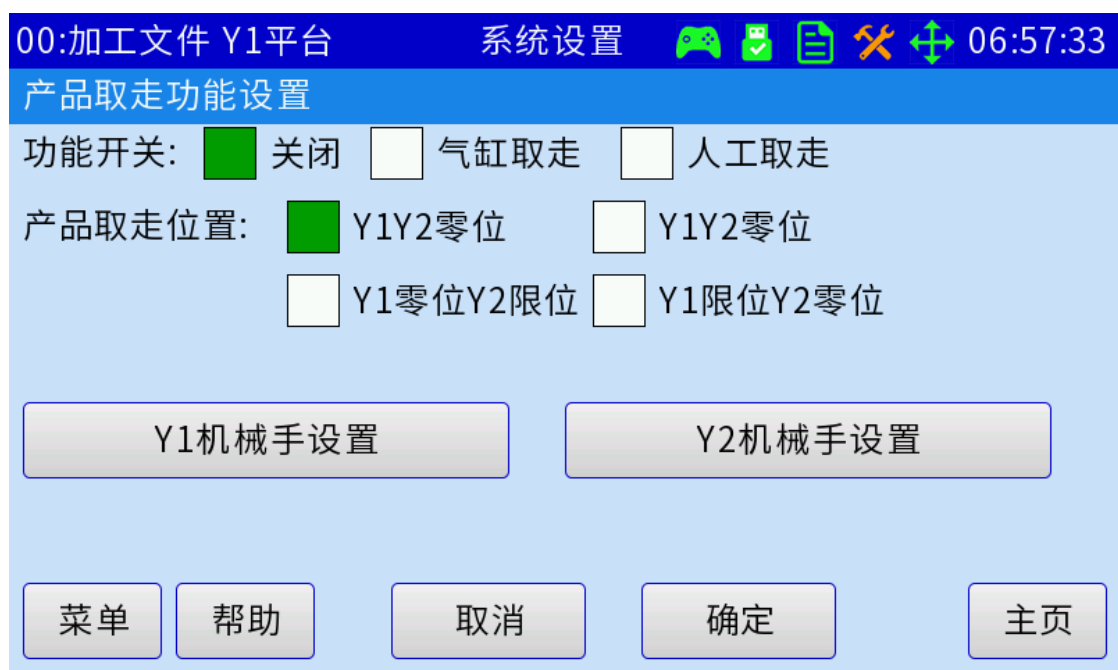 00:加工文件 Y1平台 系统设置 06:57:33
产品取走功能设置
功能开关: 关闭 气缸取走 人工取走
产品取走位置: Y1Y2零位 Y1Y2零位
Y1零位Y2限位 Y1限位Y2零位
Y1机械手设置 Y2机械手设置
菜单 帮助 取消 确定 主页